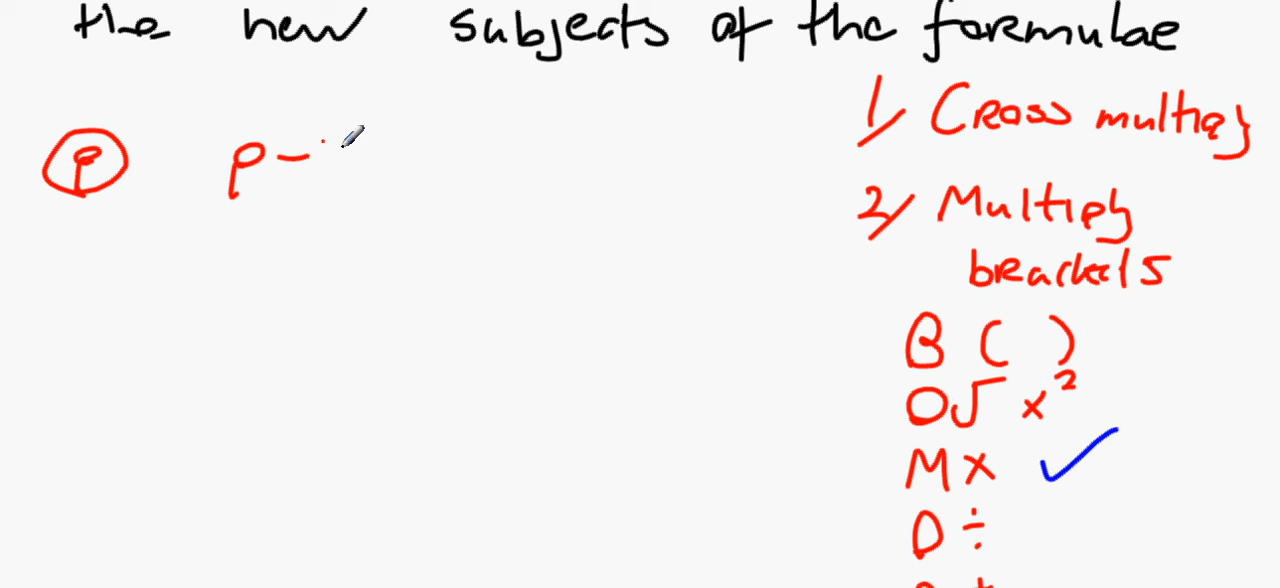 the new subjects of the formulae
1/ Cross multiply
P P -
2/ Multiply
brackets
B ( )
O √ x²
M ×
D ÷